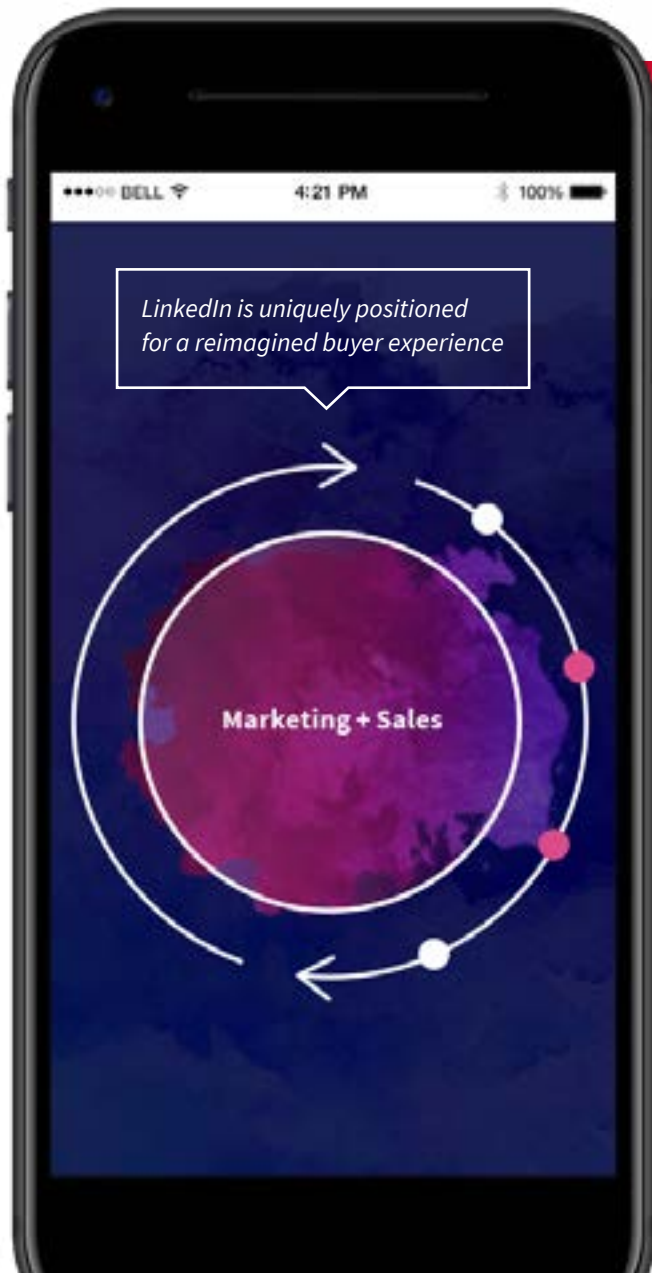 BELL 4:21 PM 100%
LinkedIn is uniquely positioned
for a reimagined buyer experience
Marketing + Sales